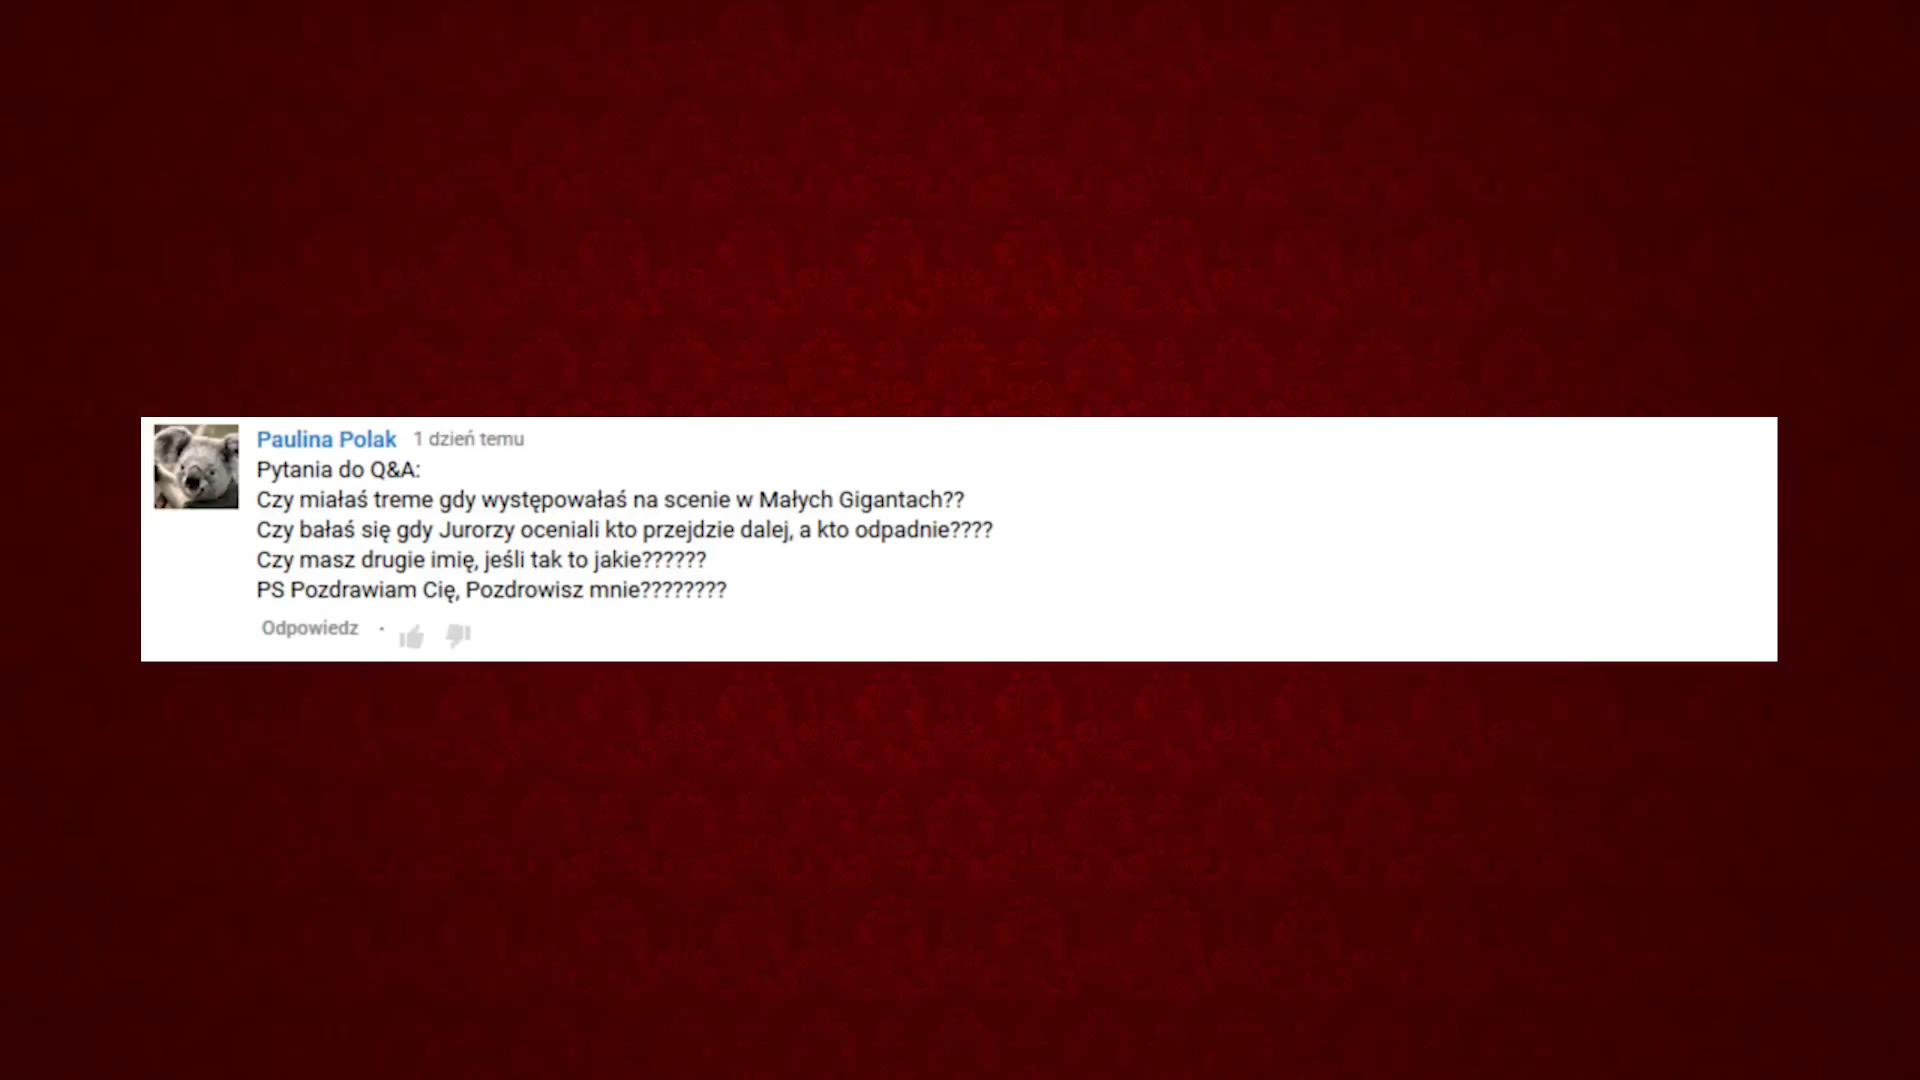 Paulina Polak 1 dzień temu
Pytania do Q&A:
Czy miałaś treme gdy występowałaś na scenie w Małych Gigantach??
Czy bałaś się gdy Jurorzy oceniali kto przejdzie dalej, a kto odpadnie????
Czy masz drugie imię, jeśli tak to jakie??????
PS Pozdrawiam Cię, Pozdrowisz mnie????????
Odpowiedz ·